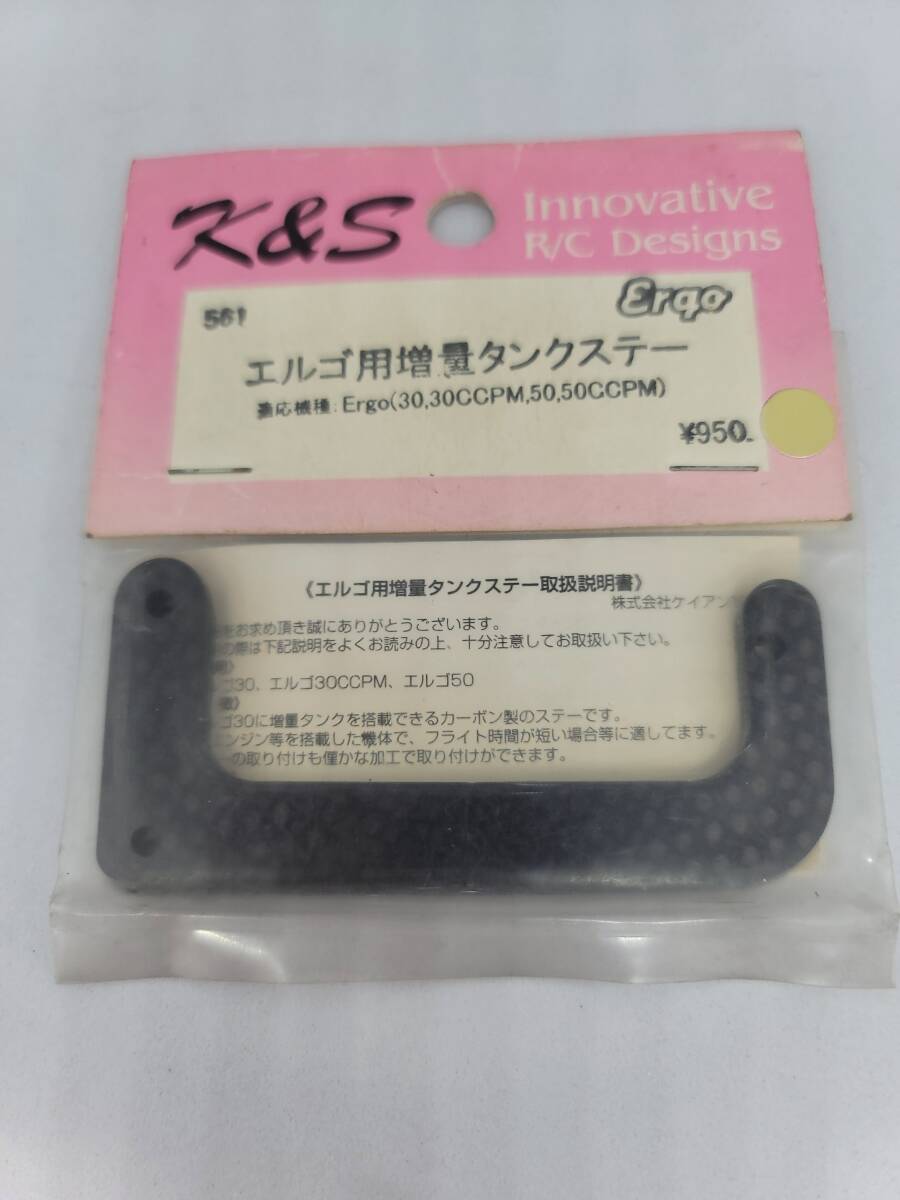 K&S
Innovative
R/C Designs
561
Ergo
エルゴ用増量タンクステー
適応機種:Ergo(30,30CCPM,50,50CCPM)
¥950.
《エルゴ用増量タンクステー取扱説明書》
株式会社ケイアン
をお求め頂き誠にありがとうございます。
の際は下記説明をよくお読みの上、十分注意してお取扱い下さい。
ゴ30、エルゴ30CCPM、エルゴ50
ゴ30に増量タンクを搭載できるカーボン製のステーです。
ンジン等を搭載した機体で、フライト時間が短い場合等に適してます。
ーの取り付けも僅かな加工で取り付けができます。